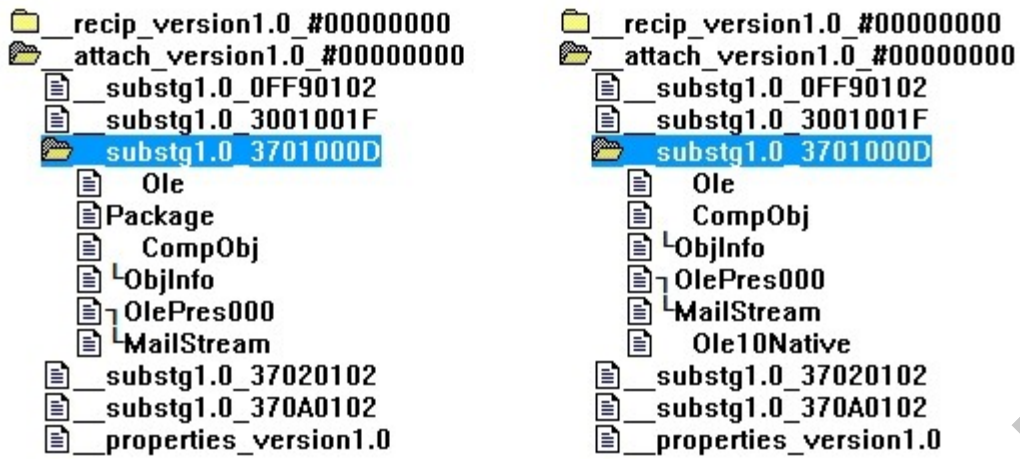 __recip_version1.0_#00000000
__attach_version1.0_#00000000
__substg1.0_0FF90102
__substg1.0_3001001F
__substg1.0_3701000D
Ole
Package
CompObj
└ObjInfo
┐OlePres000
└MailStream
__substg1.0_37020102
__substg1.0_370A0102
__properties_version1.0
__recip_version1.0_#00000000
__attach_version1.0_#00000000
__substg1.0_0FF90102
__substg1.0_3001001F
__substg1.0_3701000D
Ole
CompObj
└ObjInfo
┐OlePres000
└MailStream
Ole10Native
__substg1.0_37020102
__substg1.0_370A0102
__properties_version1.0